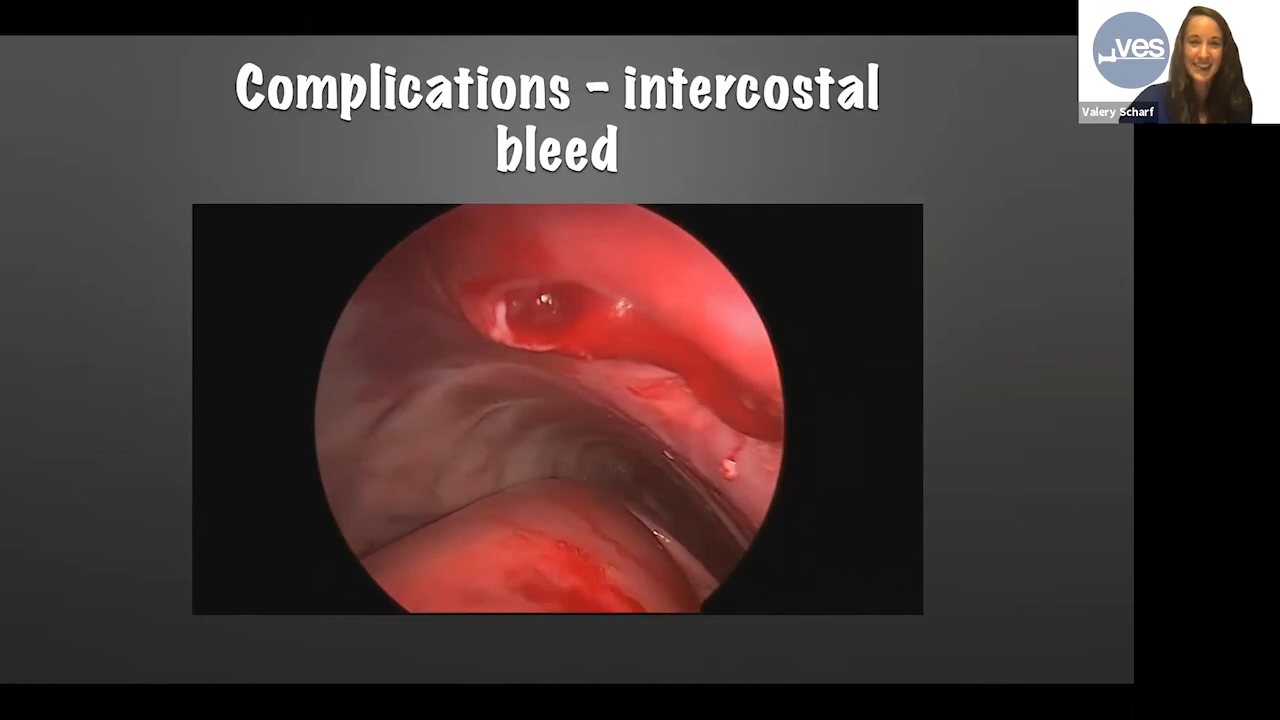 Complications - intercostal
bleed
ves
Valery Scharf